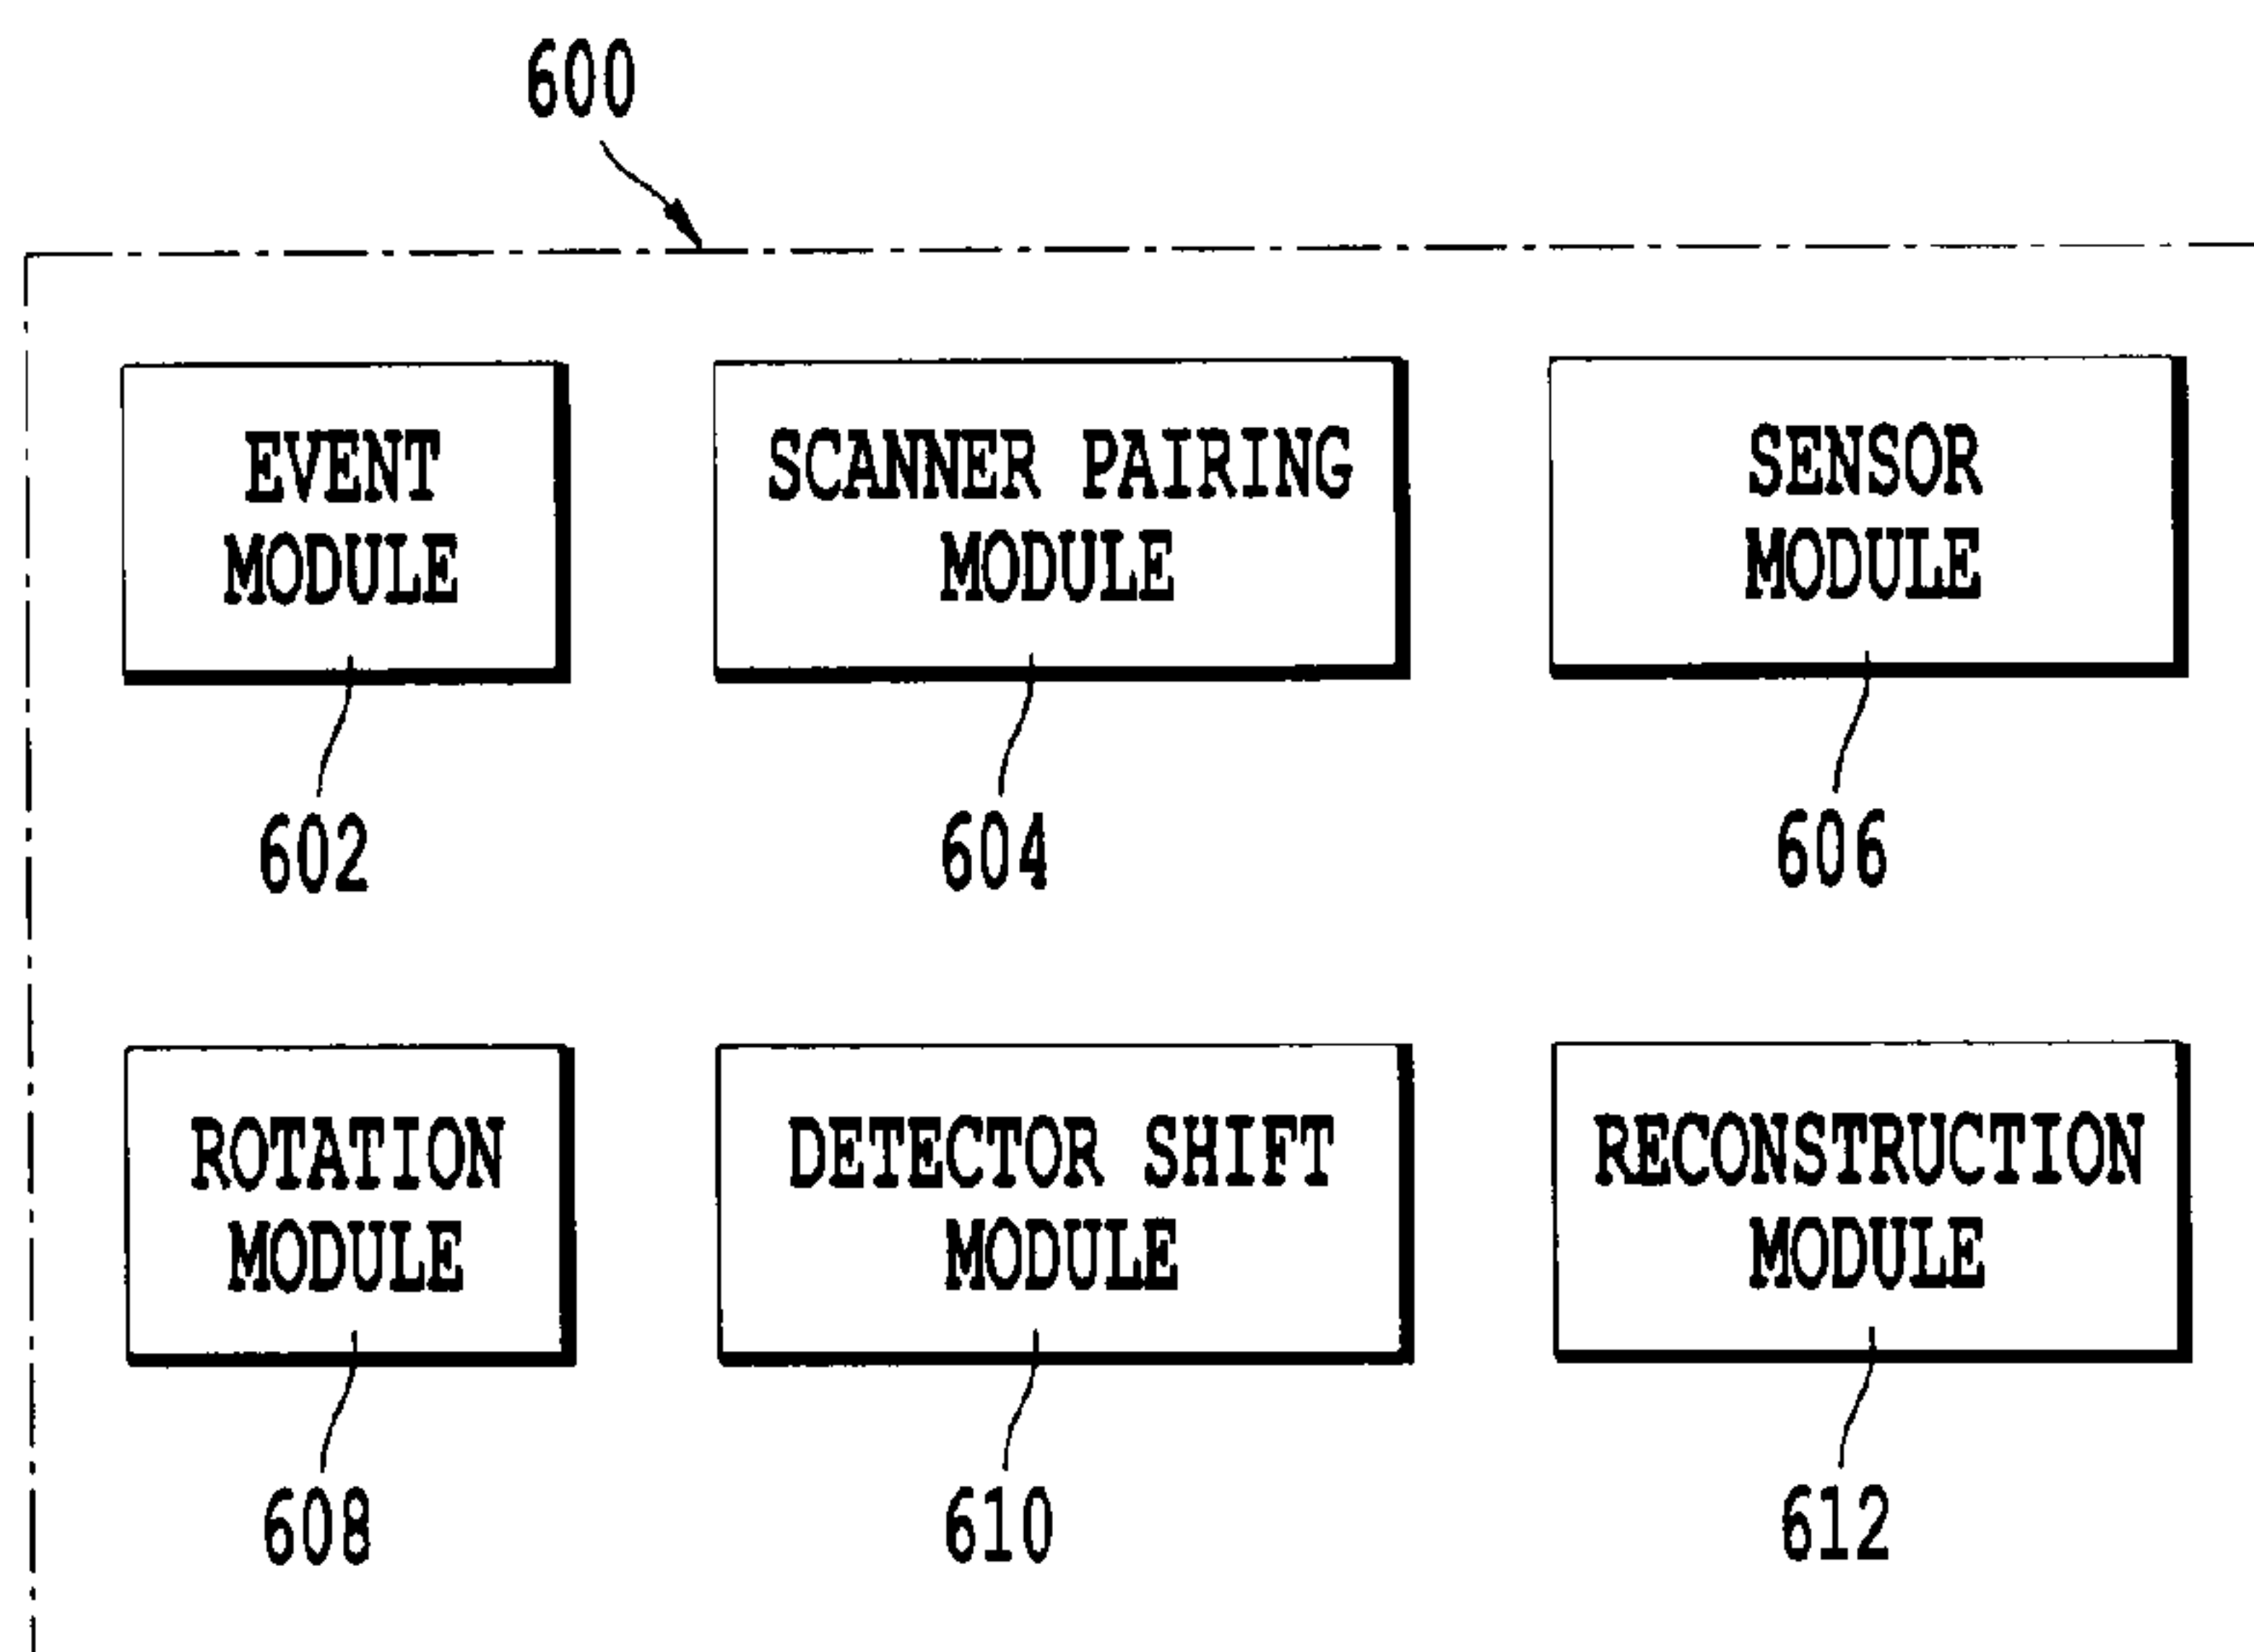 600
EVENT
MODULE
SCANNER PAIRING
MODULE
SENSOR
MODULE
602
604
606
ROTATION
MODULE
DETECTOR SHIFT
MODULE
RECONSTRUCTION
MODULE
608
610
612